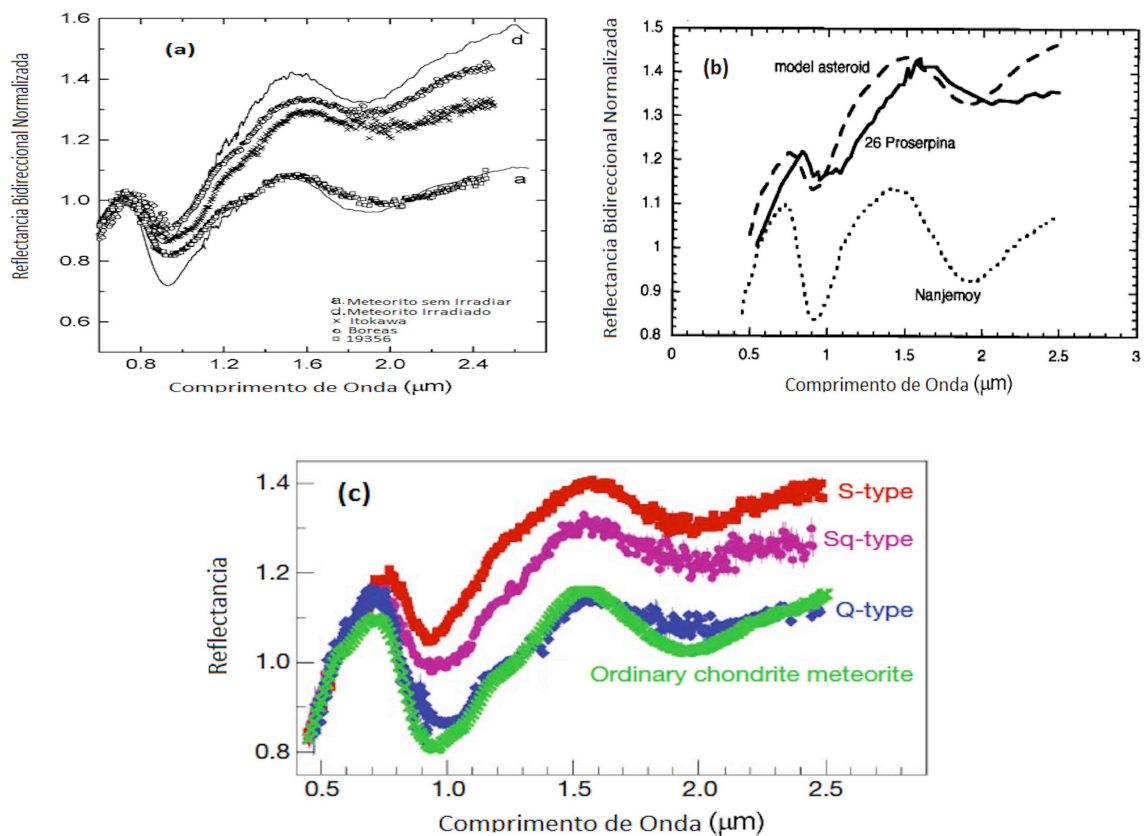 (a)
d
a
Reflectancia Bidireccional Normalizada
1.6
1.4
1.2
1.0
0.8
0.6
a Meteorito sem Irradiar
d Meteorito Irradiado
× Itokawa
o Boreas
□ 19356
0.8 1.2 1.6 2.0 2.4
Comprimento de Onda (μm)
(b)
Reflectancia Bidireccional Normalizada
1.5
1.4
1.3
1.2
1.1
1
0.9
0.8
model asteroid
26 Proserpina
Nanjemoy
0 0.5 1 1.5 2 2.5 3
Comprimento de Onda (μm)
(c)
Reflectancia
1.4
1.2
1.0
0.8
S-type
Sq-type
Q-type
Ordinary chondrite meteorite
0.5 1.0 1.5 2.0 2.5
Comprimento de Onda (μm)